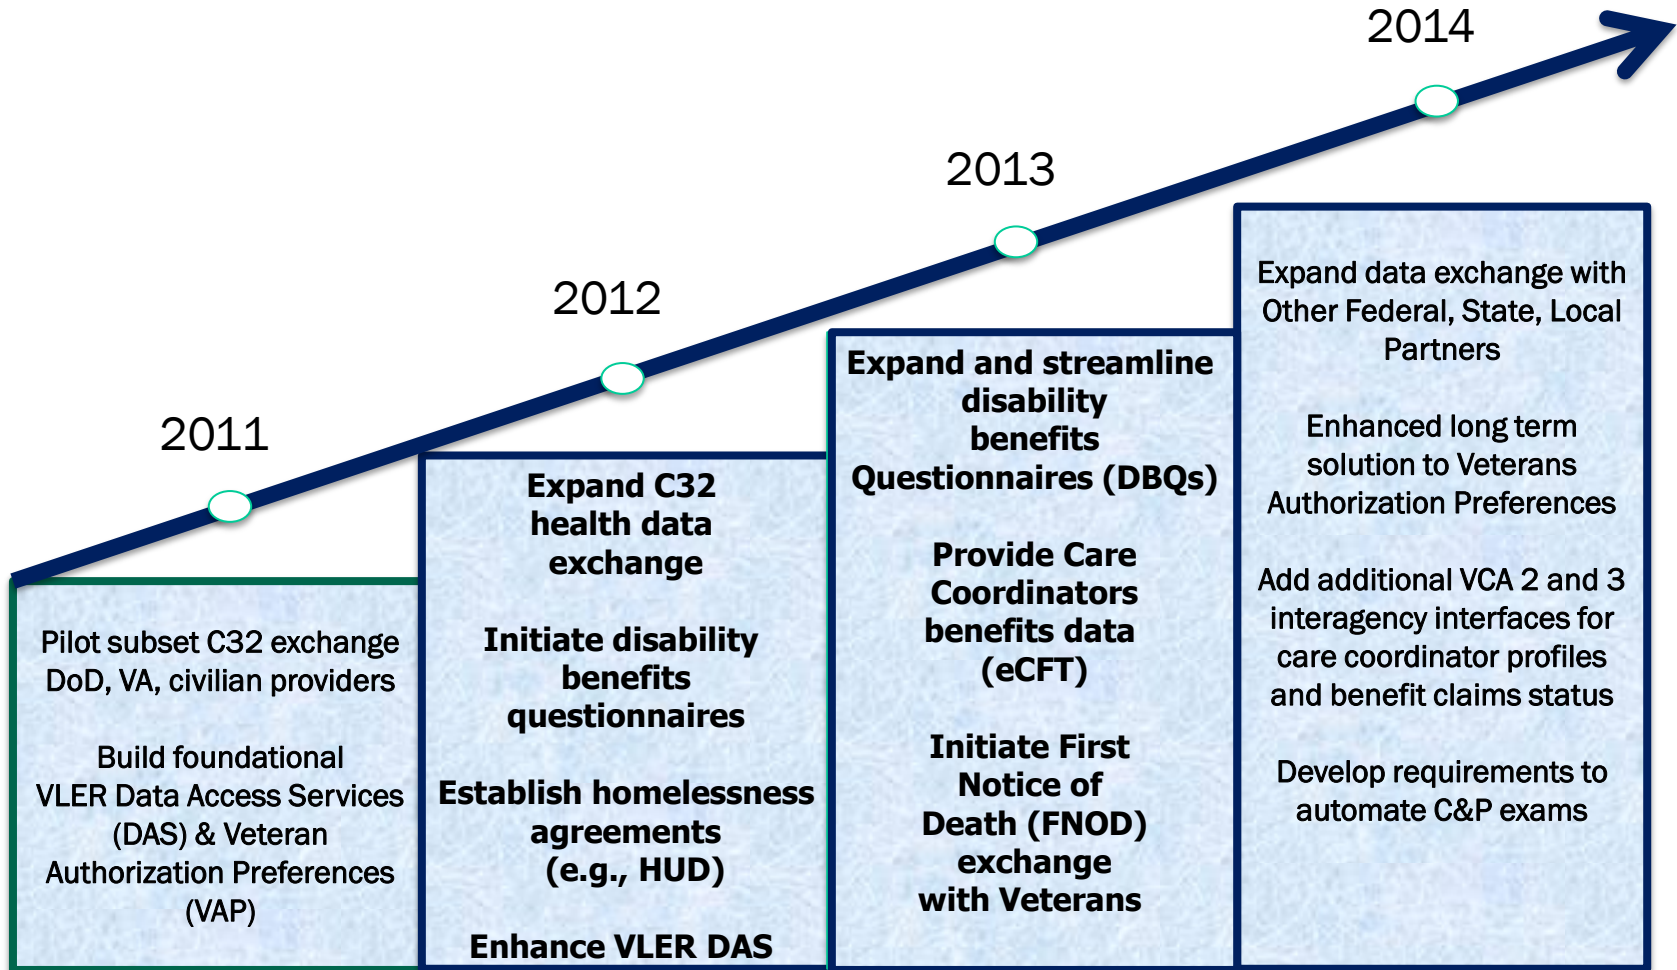 2011
Pilot subset C32 exchange
DoD, VA, civilian providers
Build foundational
VLER Data Access Services
(DAS) & Veteran
Authorization Preferences
(VAP)
2012
Expand C32
health data
exchange
Initiate disability
benefits
questionnaires
Establish homelessness
agreements
(e.g., HUD)
Enhance VLER DAS
2013
Expand and streamline
disability
benefits
Questionnaires (DBQs)
Provide Care
Coordinators
benefits data
(eCFT)
Initiate First
Notice of
Death (FNOD)
exchange
with Veterans
2014
Expand data exchange with
Other Federal, State, Local
Partners
Enhanced long term
solution to Veterans
Authorization Preferences
Add additional VCA 2 and 3
interagency interfaces for
care coordinator profiles
and benefit claims status
Develop requirements to
automate C&P exams